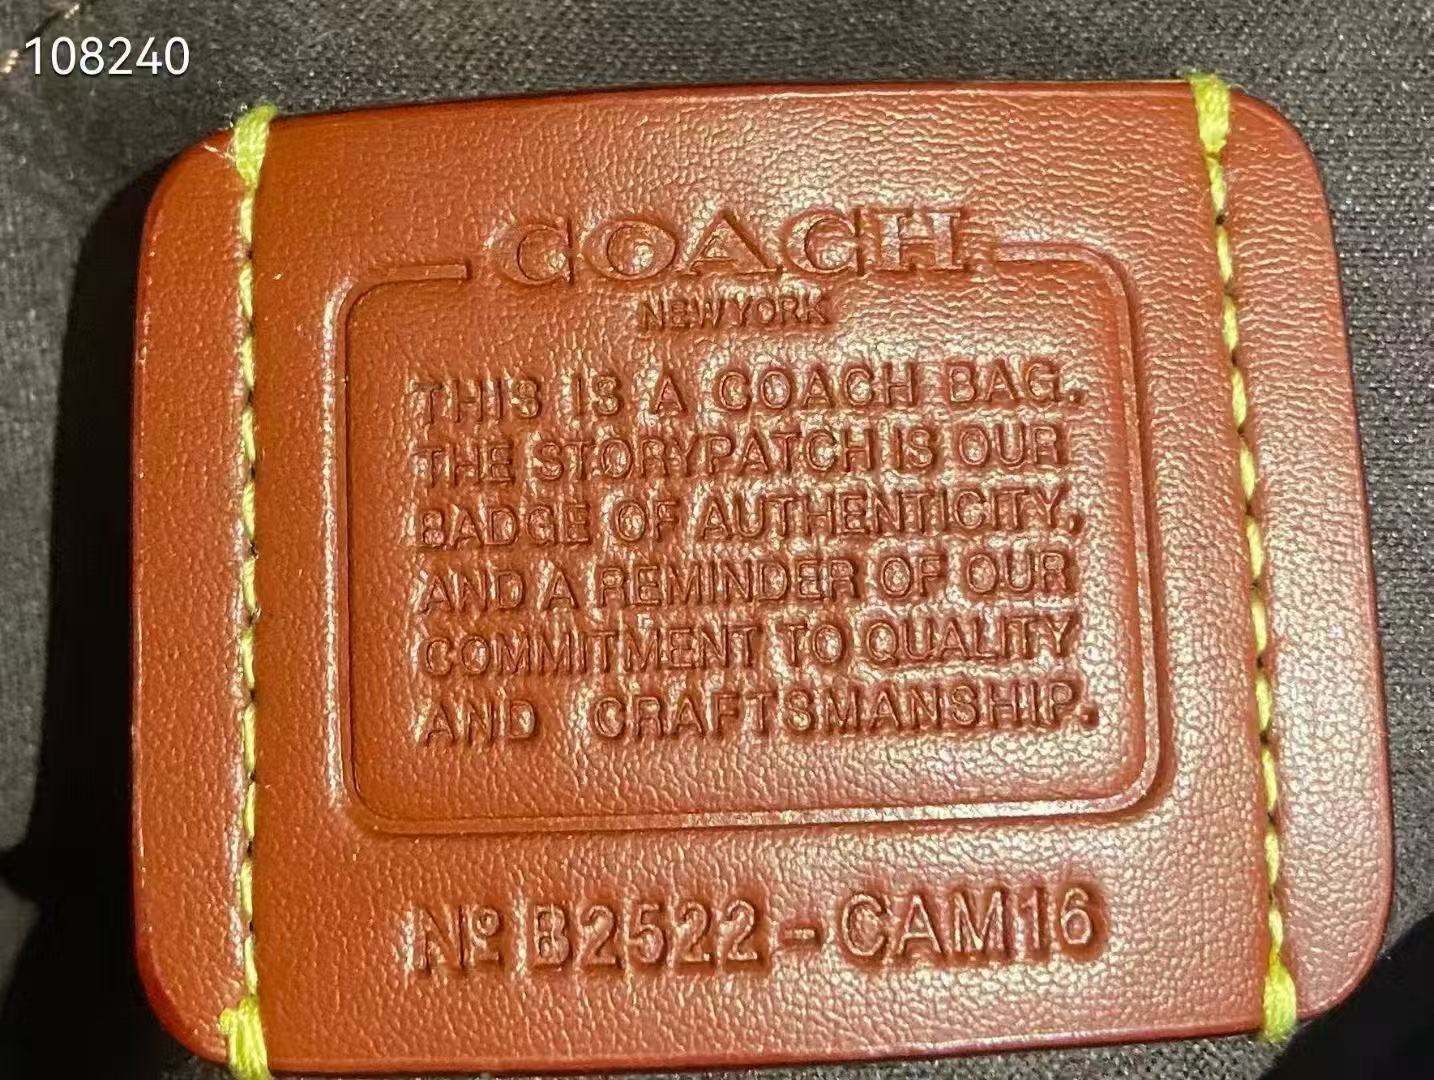 108240
COACH
NEW YORK
THIS IS A COACH BAG.
THE STORYPATCH IS OUR
BADGE OF AUTHENTICITY,
AND A REMINDER OF OUR
COMMITMENT TO QUALITY
AND CRAFTSMANSHIP.
Nº B2522-CAM16